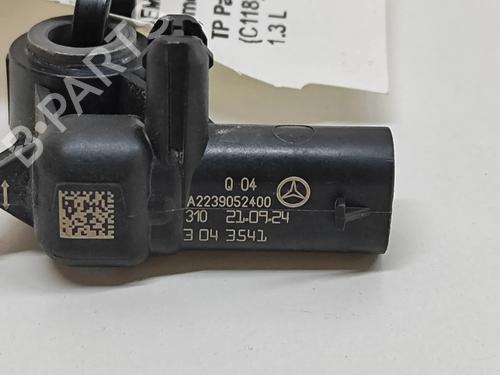 TP Pa
(C118
1.3 L
B-PARTS
Q 04
A2239052400
310 21.09.24
3 04 3541